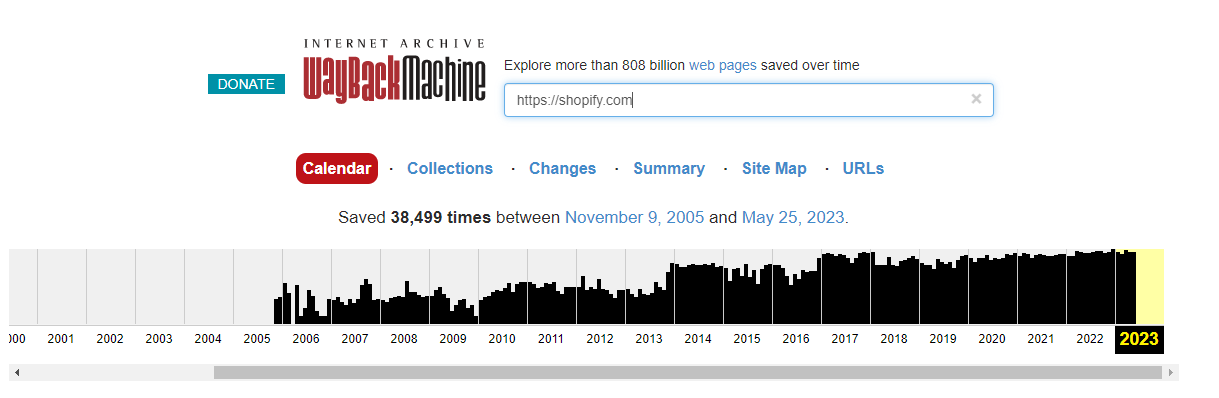 INTERNET ARCHIVE
WayBackMachine
DONATE
Explore more than 808 billion web pages saved over time
https://shopify.com
×
Calendar · Collections · Changes · Summary · Site Map · URLs
Saved 38,499 times between November 9, 2005 and May 25, 2023.
2001 2002 2003 2004 2005 2006 2007 2008 2009 2010 2011 2012 2013 2014 2015 2016 2017 2018 2019 2020 2021 2022 2023